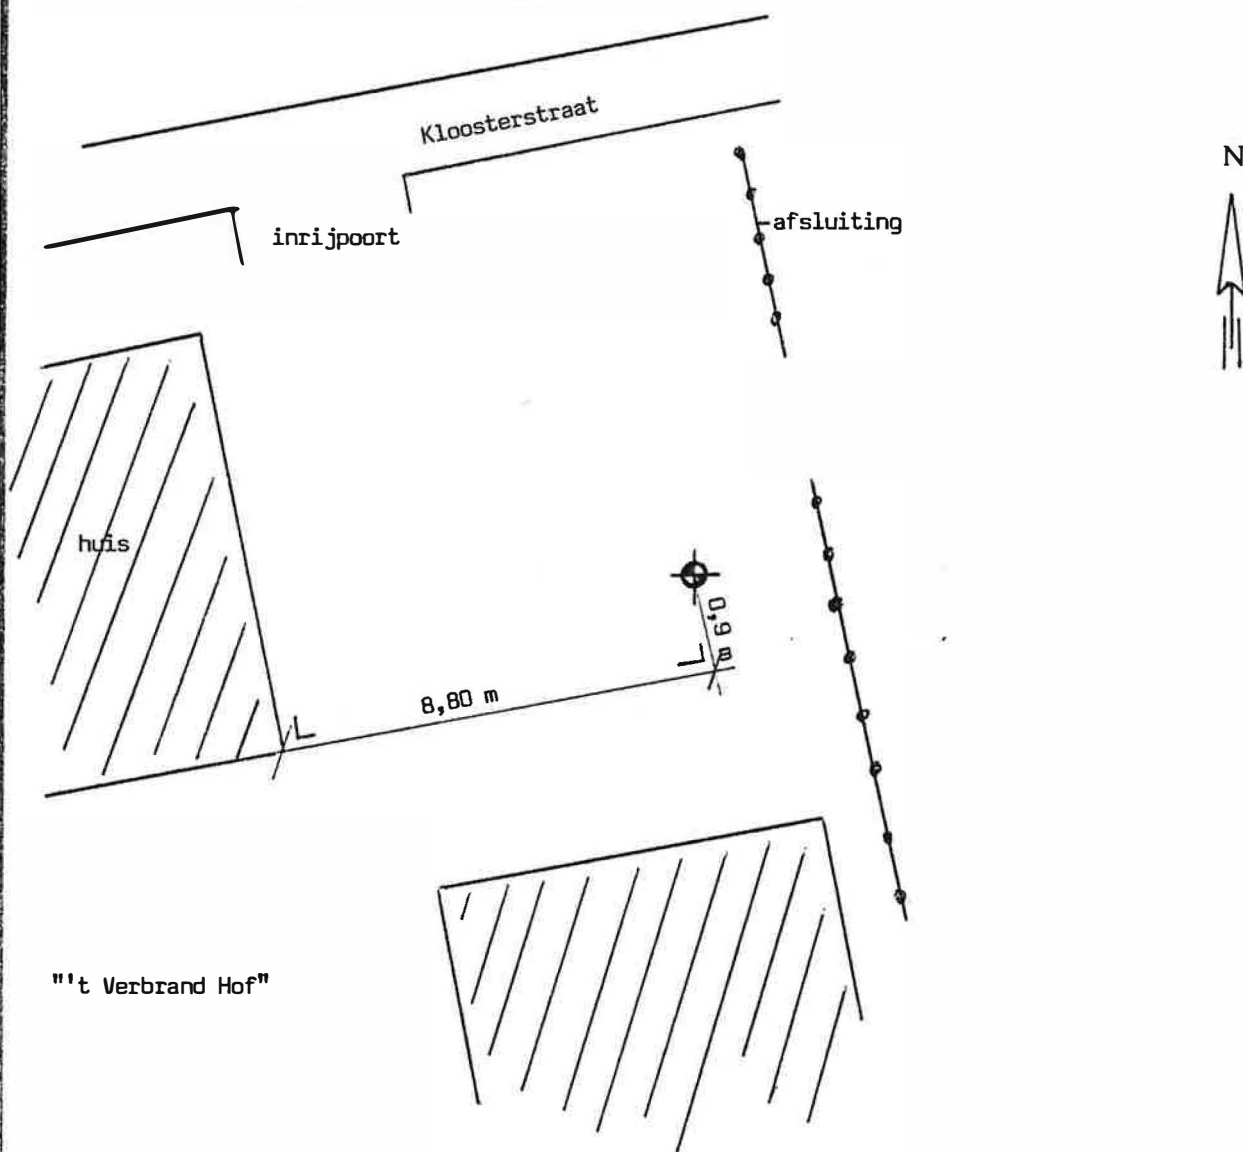 Kloosterstraat
N
inrijpoort
afsluiting
huis
0,9 m
8,80 m
"'t Verbrand Hof"